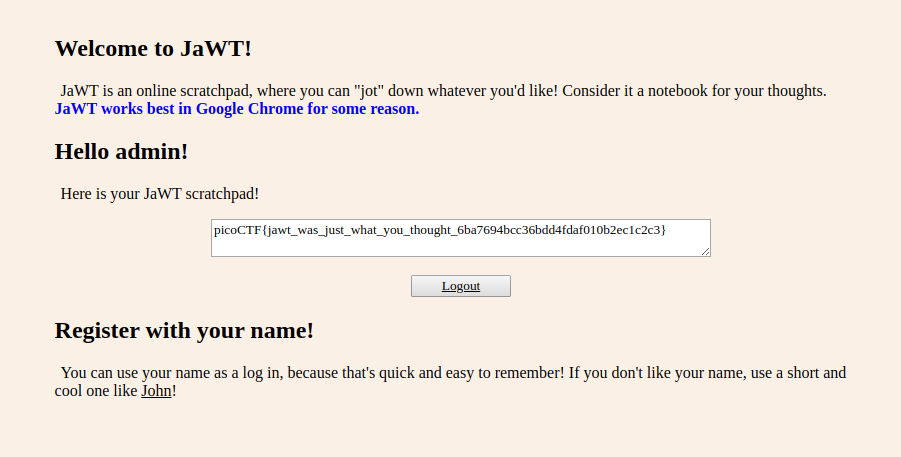 Welcome to JaWT!
JaWT is an online scratchpad, where you can "jot" down whatever you'd like! Consider it a notebook for your thoughts.
JaWT works best in Google Chrome for some reason.
Hello admin!
Here is your JaWT scratchpad!
picoCTF{jawt_was_just_what_you_thought_6ba7694bcc36bdd4fdaf010b2ec1c2c3}
Logout
Register with your name!
You can use your name as a log in, because that's quick and easy to remember! If you don't like your name, use a short and
cool one like John!